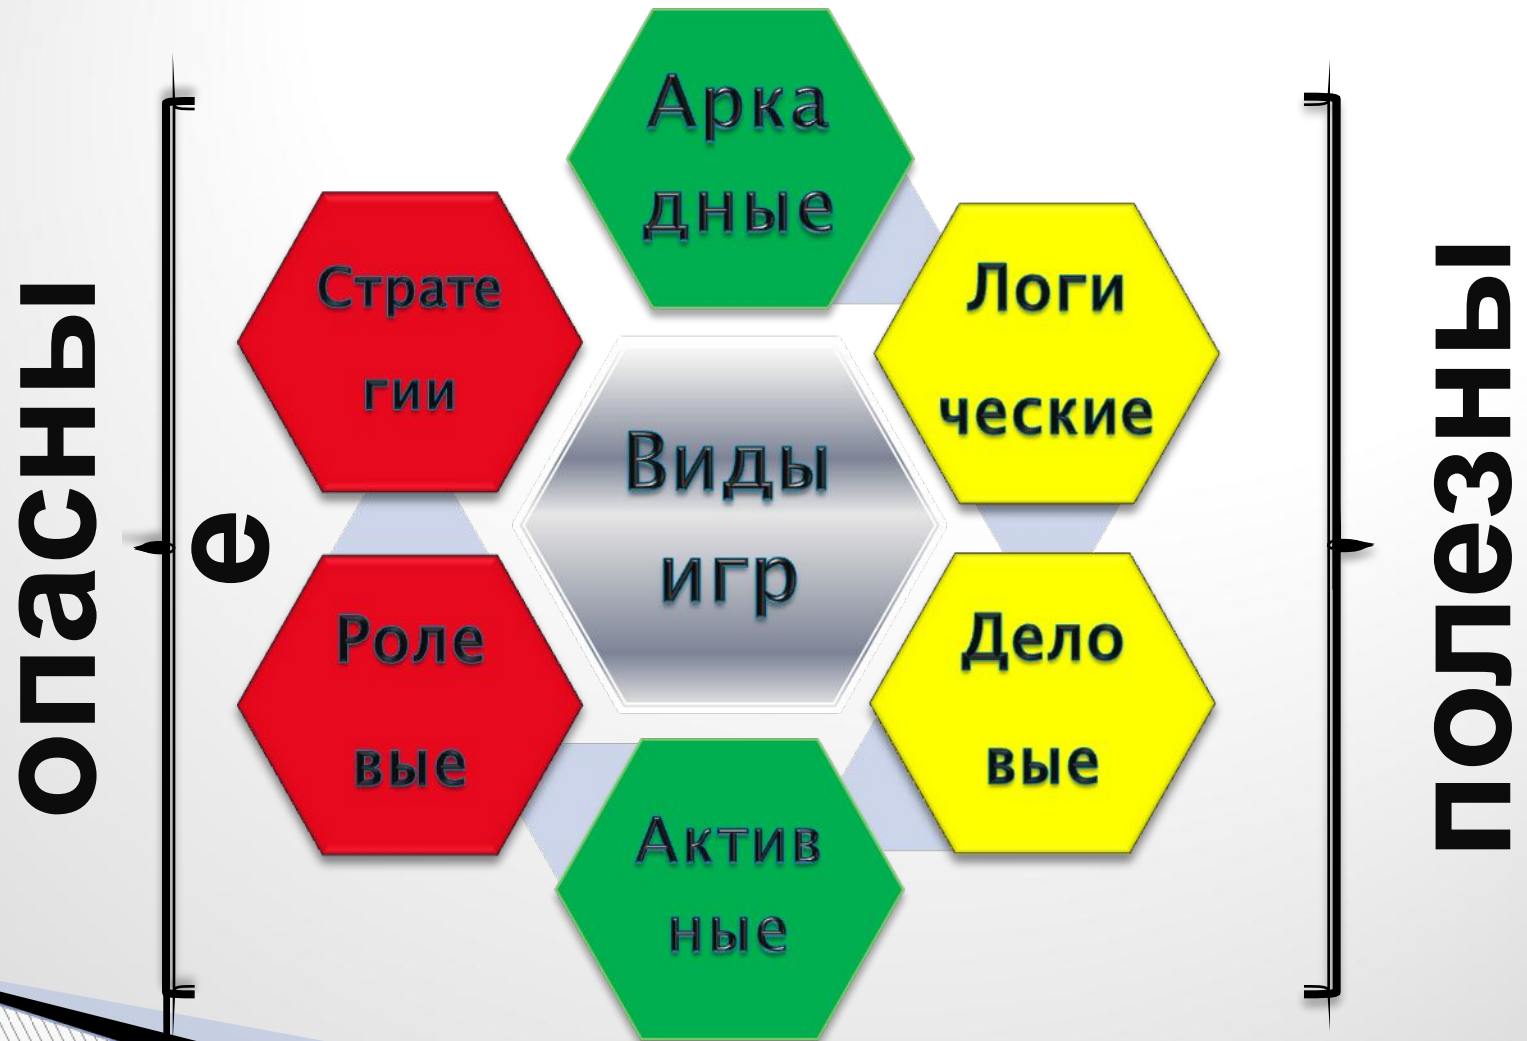 опасны
е
Арка
дные
Страте
гии
Логи
ческие
Виды
игр
Роле
вые
Дело
вые
Актив
ные
полезны